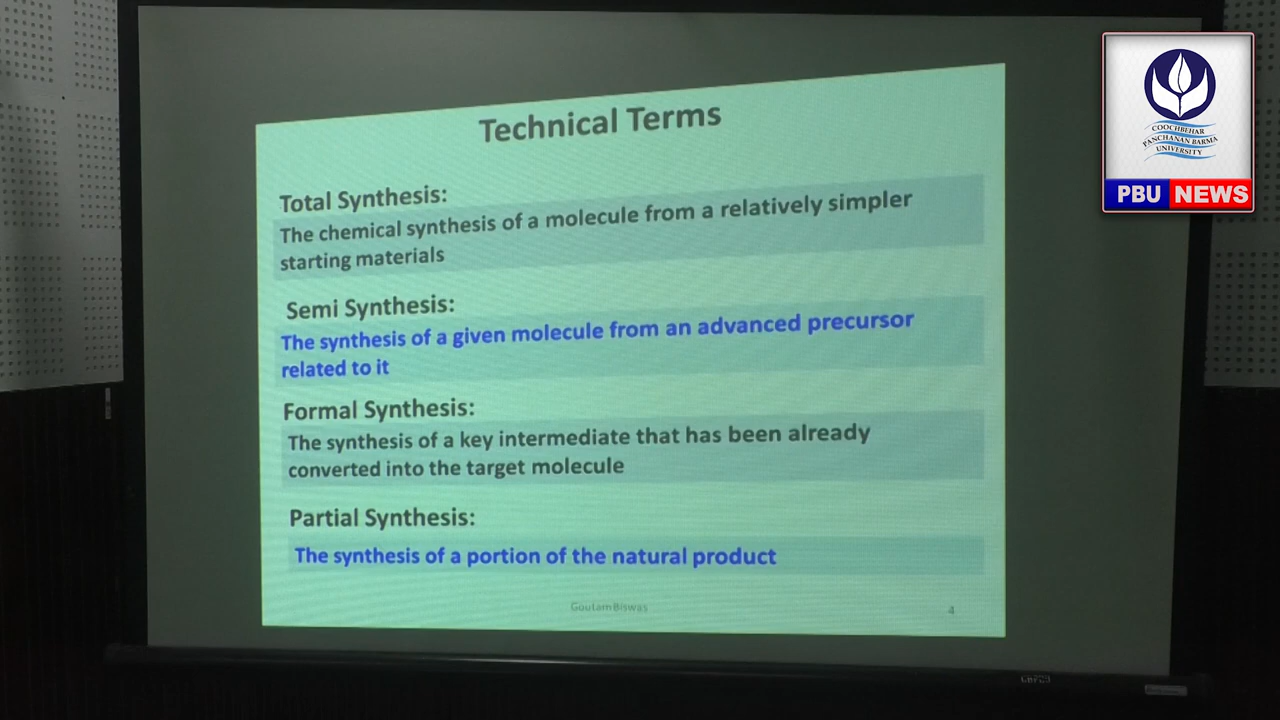 Technical Terms
Total Synthesis:
The chemical synthesis of a molecule from a relatively simpler
starting materials
Semi Synthesis:
The synthesis of a given molecule from an advanced precursor
related to it
Formal Synthesis:
The synthesis of a key intermediate that has been already
converted into the target molecule
Partial Synthesis:
The synthesis of a portion of the natural product
Goutam Biswas
4
COOCHBEHAR
PANCHANAN BARMA
UNIVERSITY
PBU NEWS